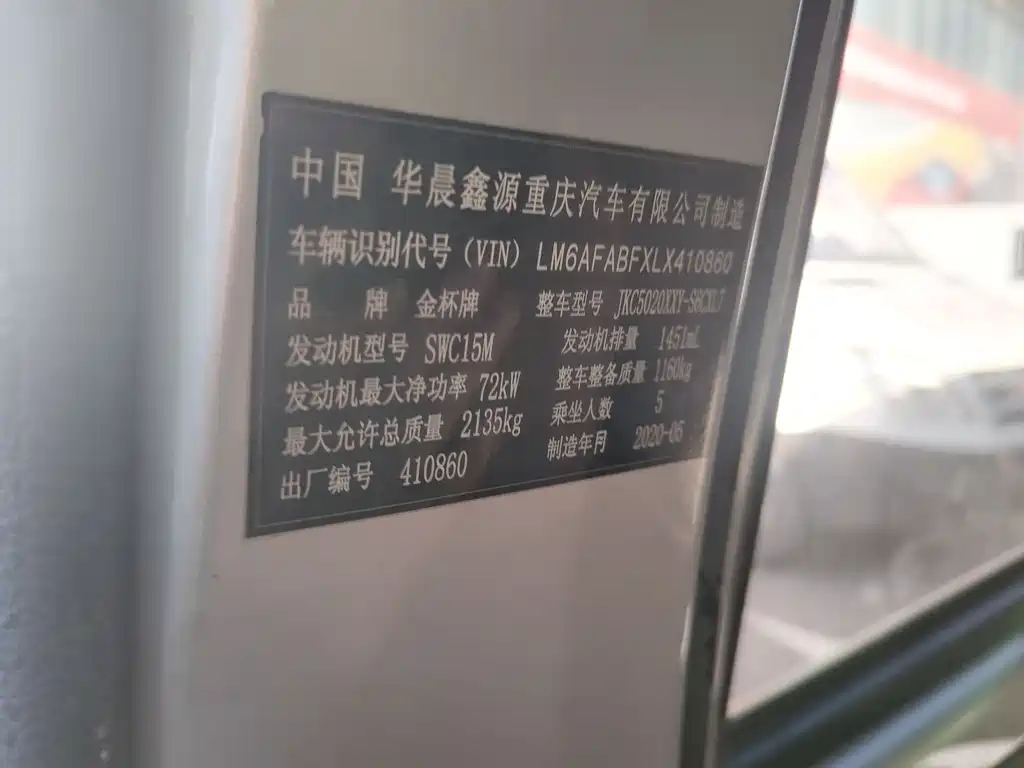 中国 华晨鑫源重庆汽车有限公司制造
车辆识别代号(VIN) LM6AFABFXLX410860
品 牌 金杯牌 整车型号 JKC5020XXY-S6CXL7
发动机型号 SWC15M 发动机排量 1451mL
发动机最大净功率 72kW 整车整备质量 1160kg
最大允许总质量 2135kg 乘坐人数 5
出厂编号 410860 制造年月 2020-05